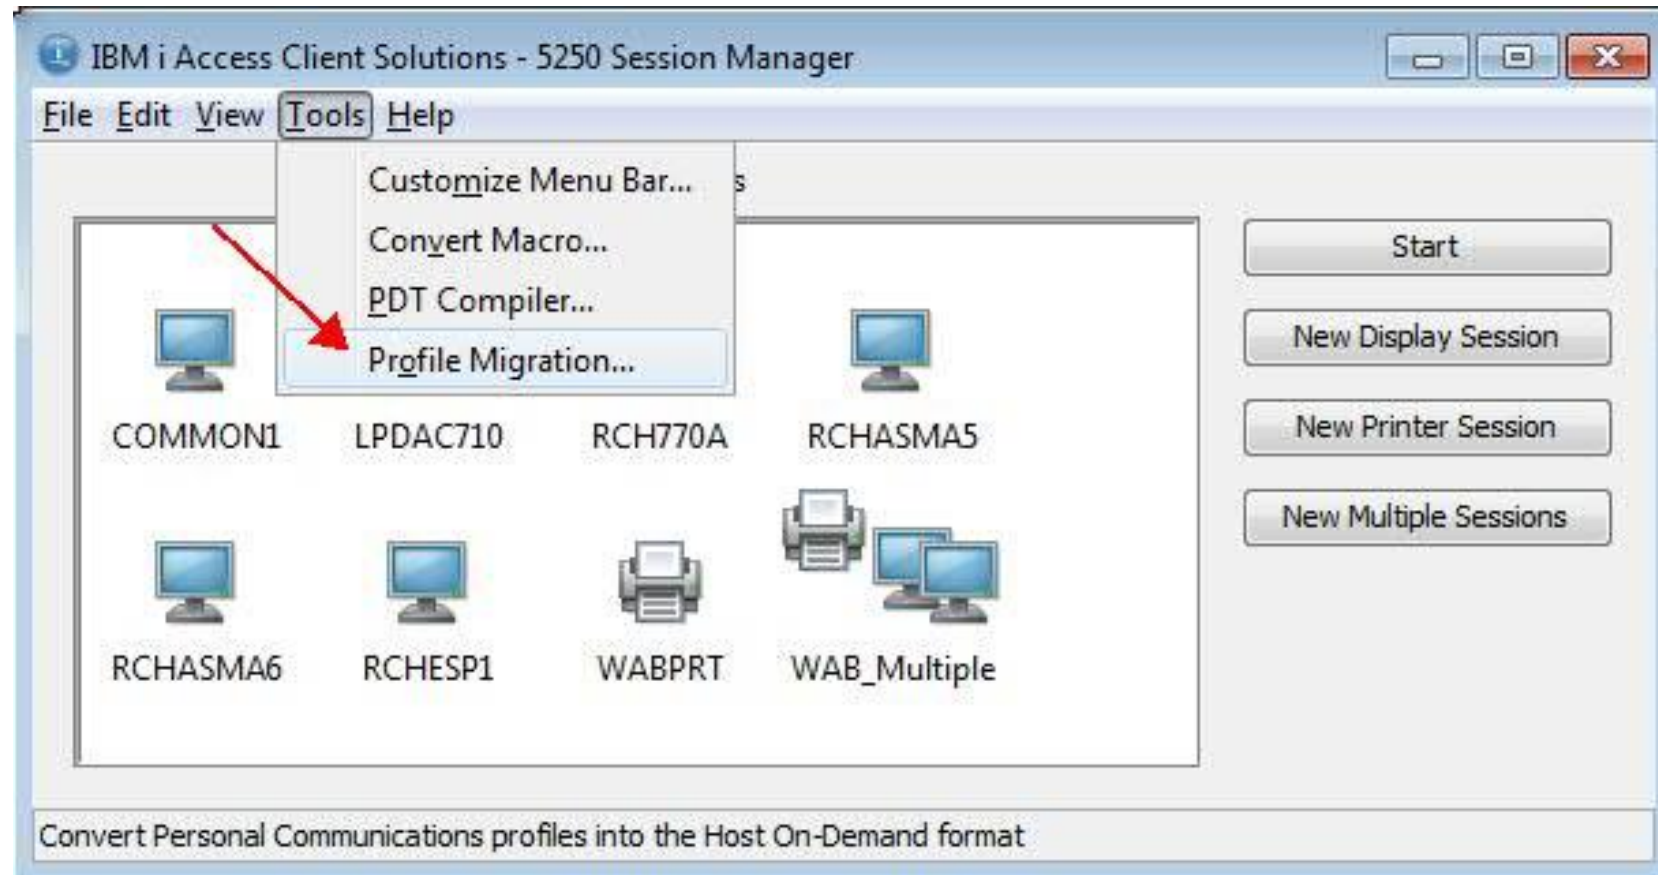 IBM i Access Client Solutions - 5250 Session Manager
File Edit View Tools Help
Customize Menu Bar...
Convert Macro...
PDT Compiler...
Profile Migration...
Start
New Display Session
New Printer Session
New Multiple Sessions
COMMON1 LPDAC710 RCH770A RCHASMA5
RCHASMA6 RCHESP1 WABPRT WAB_Multiple
Convert Personal Communications profiles into the Host On-Demand format